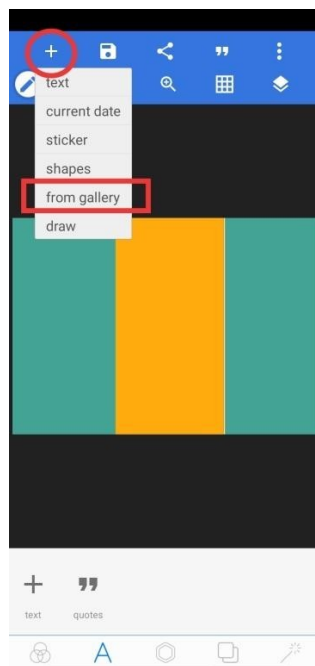 text
current date
sticker
shapes
from gallery
draw
text quotes